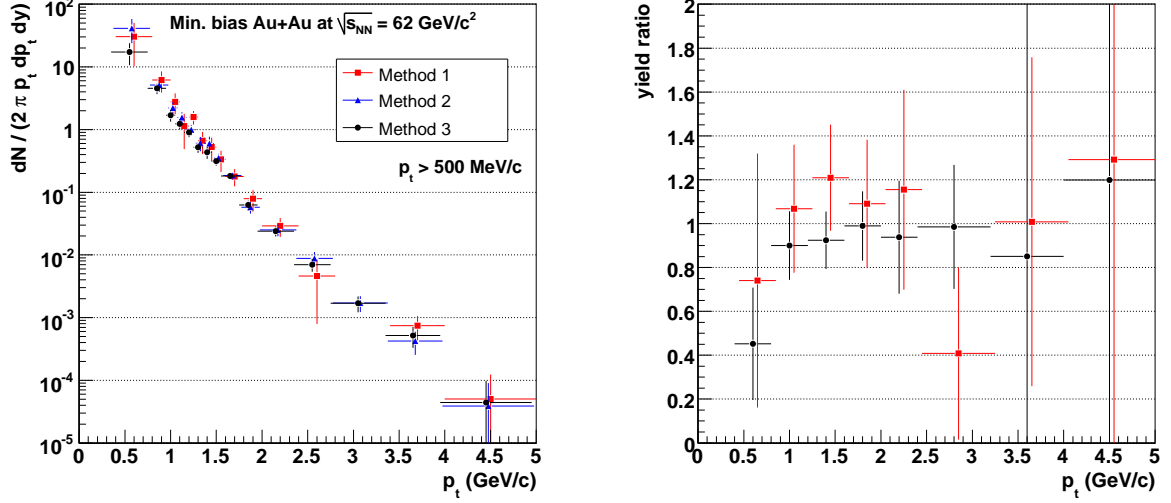 Min. bias Au+Au at √s_NN = 62 GeV/c²
Method 1
Method 2
Method 3
p_t > 500 MeV/c
dN / (2 π p_t dp_t dy)
10²
10
1
10⁻¹
10⁻²
10⁻³
10⁻⁴
10⁻⁵
0 0.5 1 1.5 2 2.5 3 3.5 4 4.5 5
p_t (GeV/c)
yield ratio
2
1.8
1.6
1.4
1.2
1
0.8
0.6
0.4
0.2
0
0 0.5 1 1.5 2 2.5 3 3.5 4 4.5 5
p_t (GeV/c)